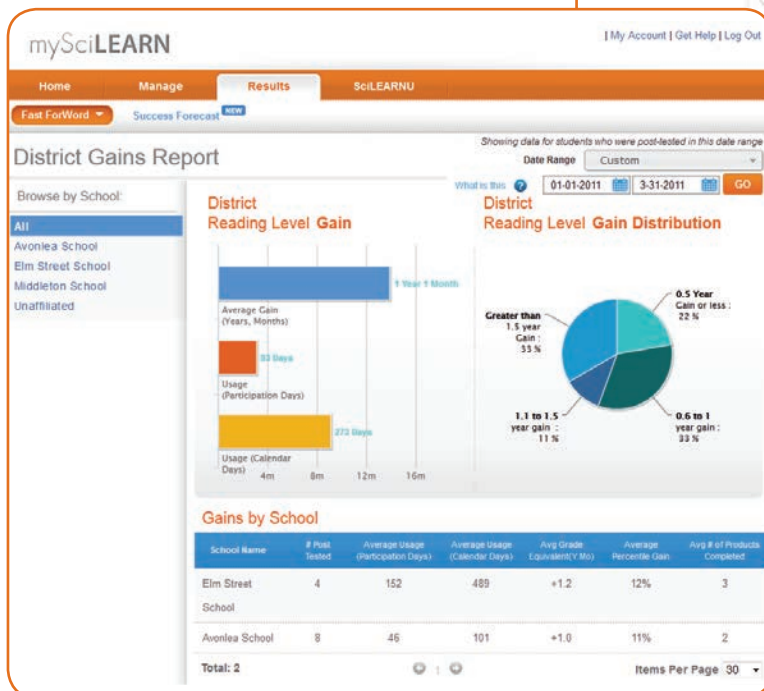 mySciLEARN
| My Account | Get Help | Log Out
Home Manage Results SciLEARNU
Fast ForWord Success Forecast NEW
Showing data for students who were post-tested in this date range
District Gains Report
Date Range Custom
What is this ? 01-01-2011 3-31-2011 GO
Browse by School:
All
Avonlea School
Elm Street School
Middleton School
Unaffiliated
District
Reading Level Gain
1 Year 1 Month
Average Gain
(Years, Months)
93 Days
Usage
(Participation Days)
272 Days
Usage (Calendar
Days)
4m 8m 12m 16m
District
Reading Level Gain Distribution
0.5 Year
Gain or less :
22 %
Greater than
1.5 year
Gain :
33 %
1.1 to 1.5
year gain :
11 %
0.6 to 1
year gain :
33 %
Gains by School
School Name # Post Tested Average Usage (Participation Days) Average Usage (Calendar Days) Avg Grade Equivalent(Y.Mo) Average Percentile Gain Avg # of Products Completed
Elm Street School 4 152 489 +1.2 12% 3
Avonlea School 8 46 101 +1.0 11% 2
Total: 2 1 Items Per Page 30